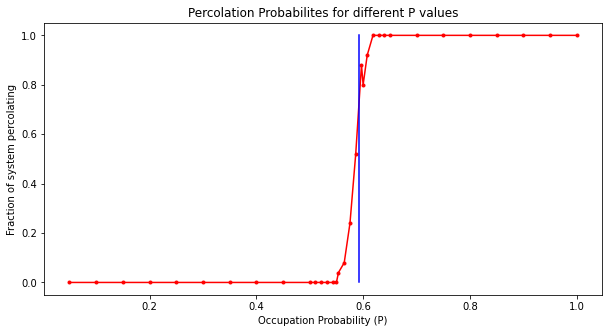 Percolation Probabilites for different P values
Fraction of system percolating
1.0
0.8
0.6
0.4
0.2
0.0
0.2 0.4 0.6 0.8 1.0
Occupation Probability (P)